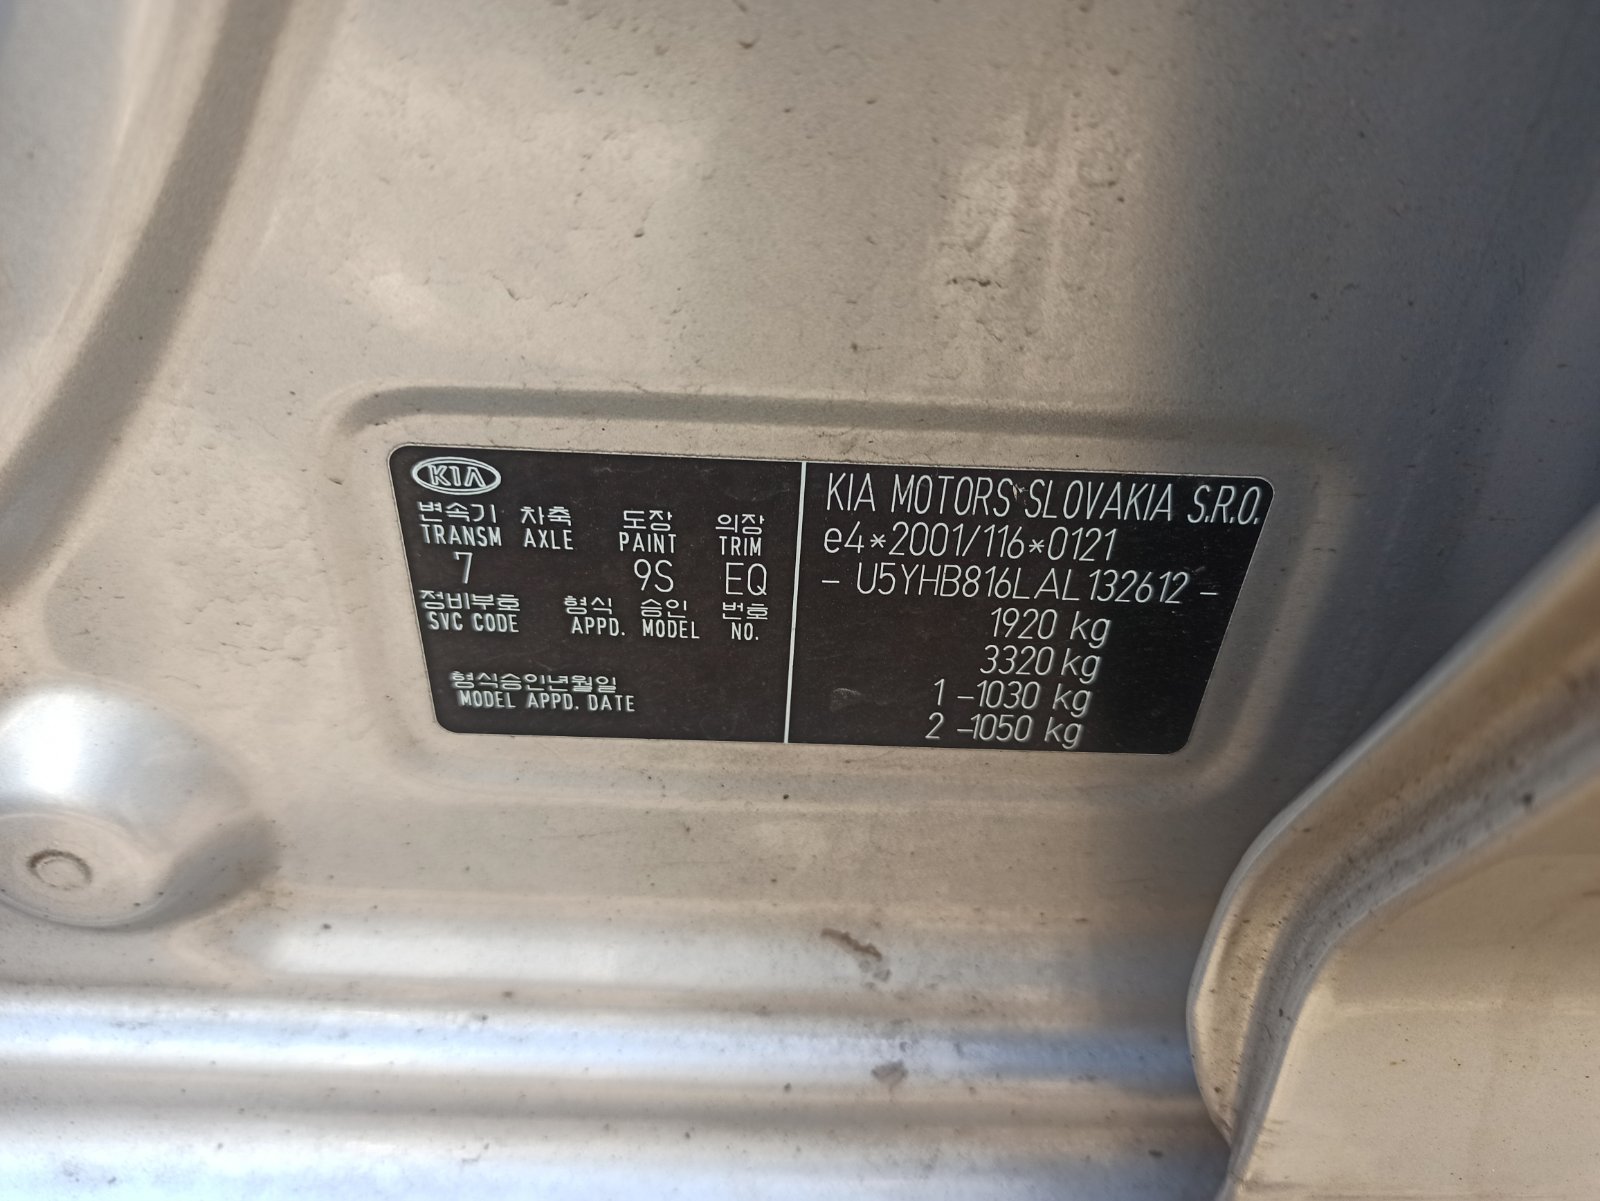 KIA
변속기 차축 도장 의장
TRANSM AXLE PAINT TRIM
7 9S EQ
정비부호 형식 승인 번호
SVC CODE APPD. MODEL NO.
형식승인년월일
MODEL APPD. DATE
KIA MOTORS SLOVAKIA S.R.O.
e4*2001/116*0121
- U5YHB816LAL132612 -
1920 kg
3320 kg
1 -1030 kg
2 -1050 kg